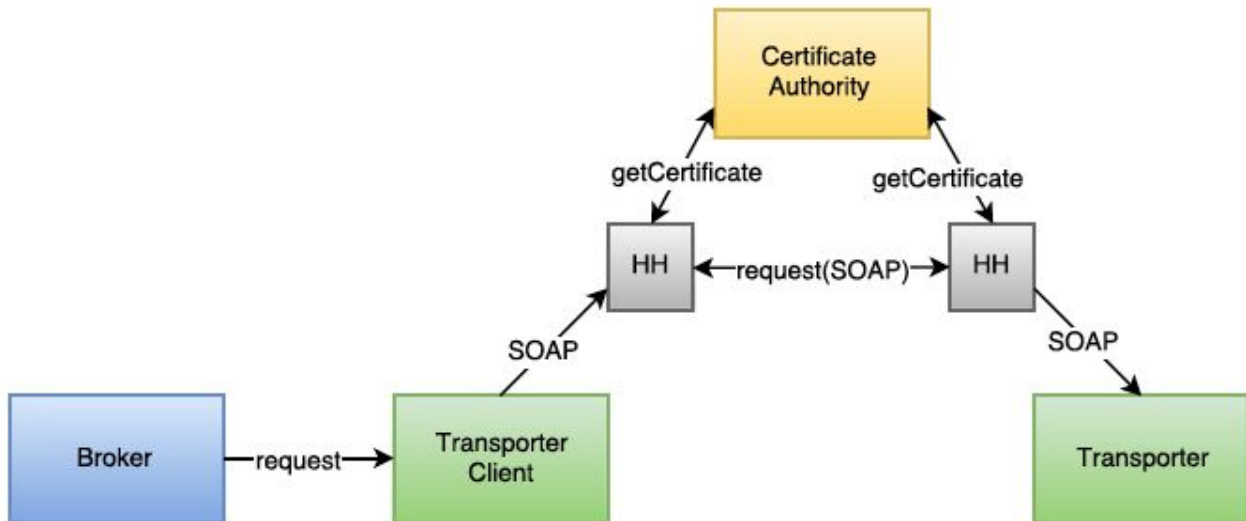 Certificate
Authority
getCertificate
getCertificate
HH
request(SOAP)
HH
SOAP
SOAP
Broker
request
Transporter
Client
Transporter